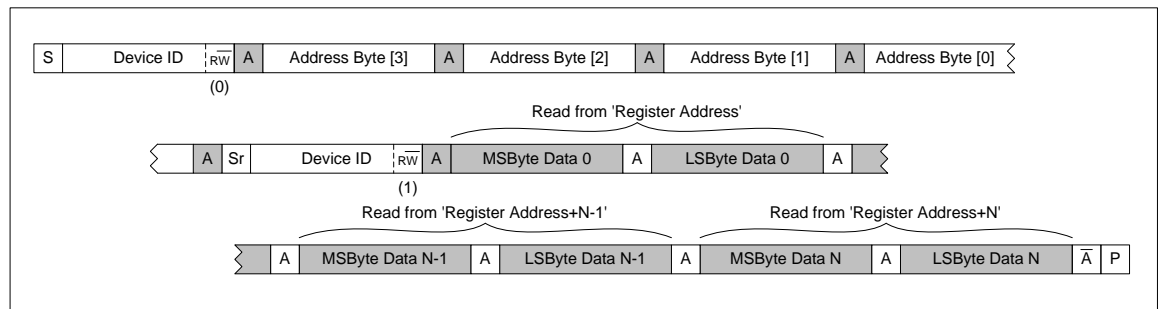 S Device ID RW A Address Byte [3] A Address Byte [2] A Address Byte [1] A Address Byte [0]
(0)
Read from 'Register Address'
A Sr Device ID RW A MSByte Data 0 A LSByte Data 0 A
(1)
Read from 'Register Address+N-1' Read from 'Register Address+N'
A MSByte Data N-1 A LSByte Data N-1 A MSByte Data N A LSByte Data N A P